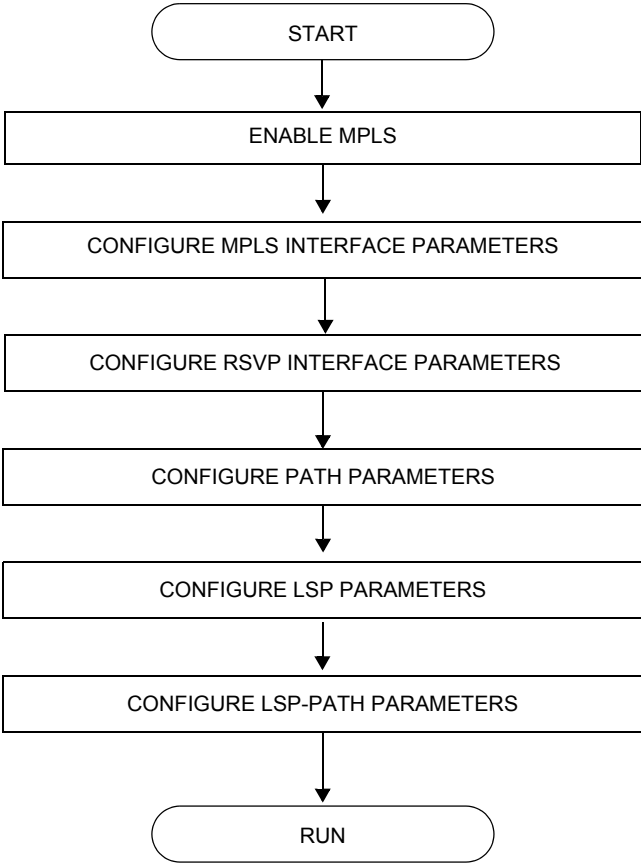 START
ENABLE MPLS
CONFIGURE MPLS INTERFACE PARAMETERS
CONFIGURE RSVP INTERFACE PARAMETERS
CONFIGURE PATH PARAMETERS
CONFIGURE LSP PARAMETERS
CONFIGURE LSP-PATH PARAMETERS
RUN